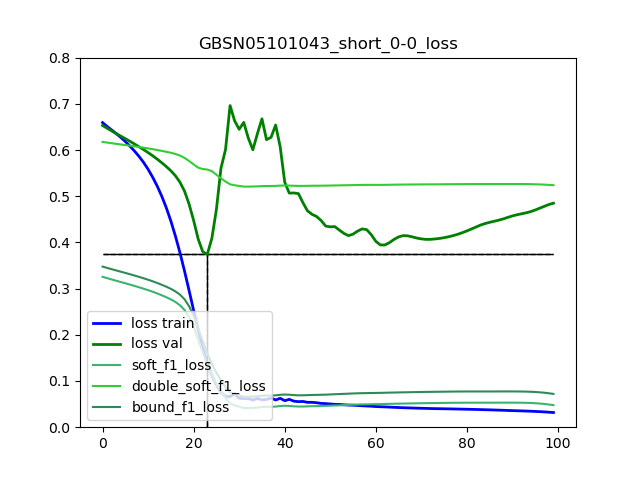 GBSN05101043_short_0-0_loss
0.8
0.7
0.6
0.5
0.4
0.3
0.2
0.1
0.0
loss train
loss val
soft_f1_loss
double_soft_f1_loss
bound_f1_loss
0 20 40 60 80 100